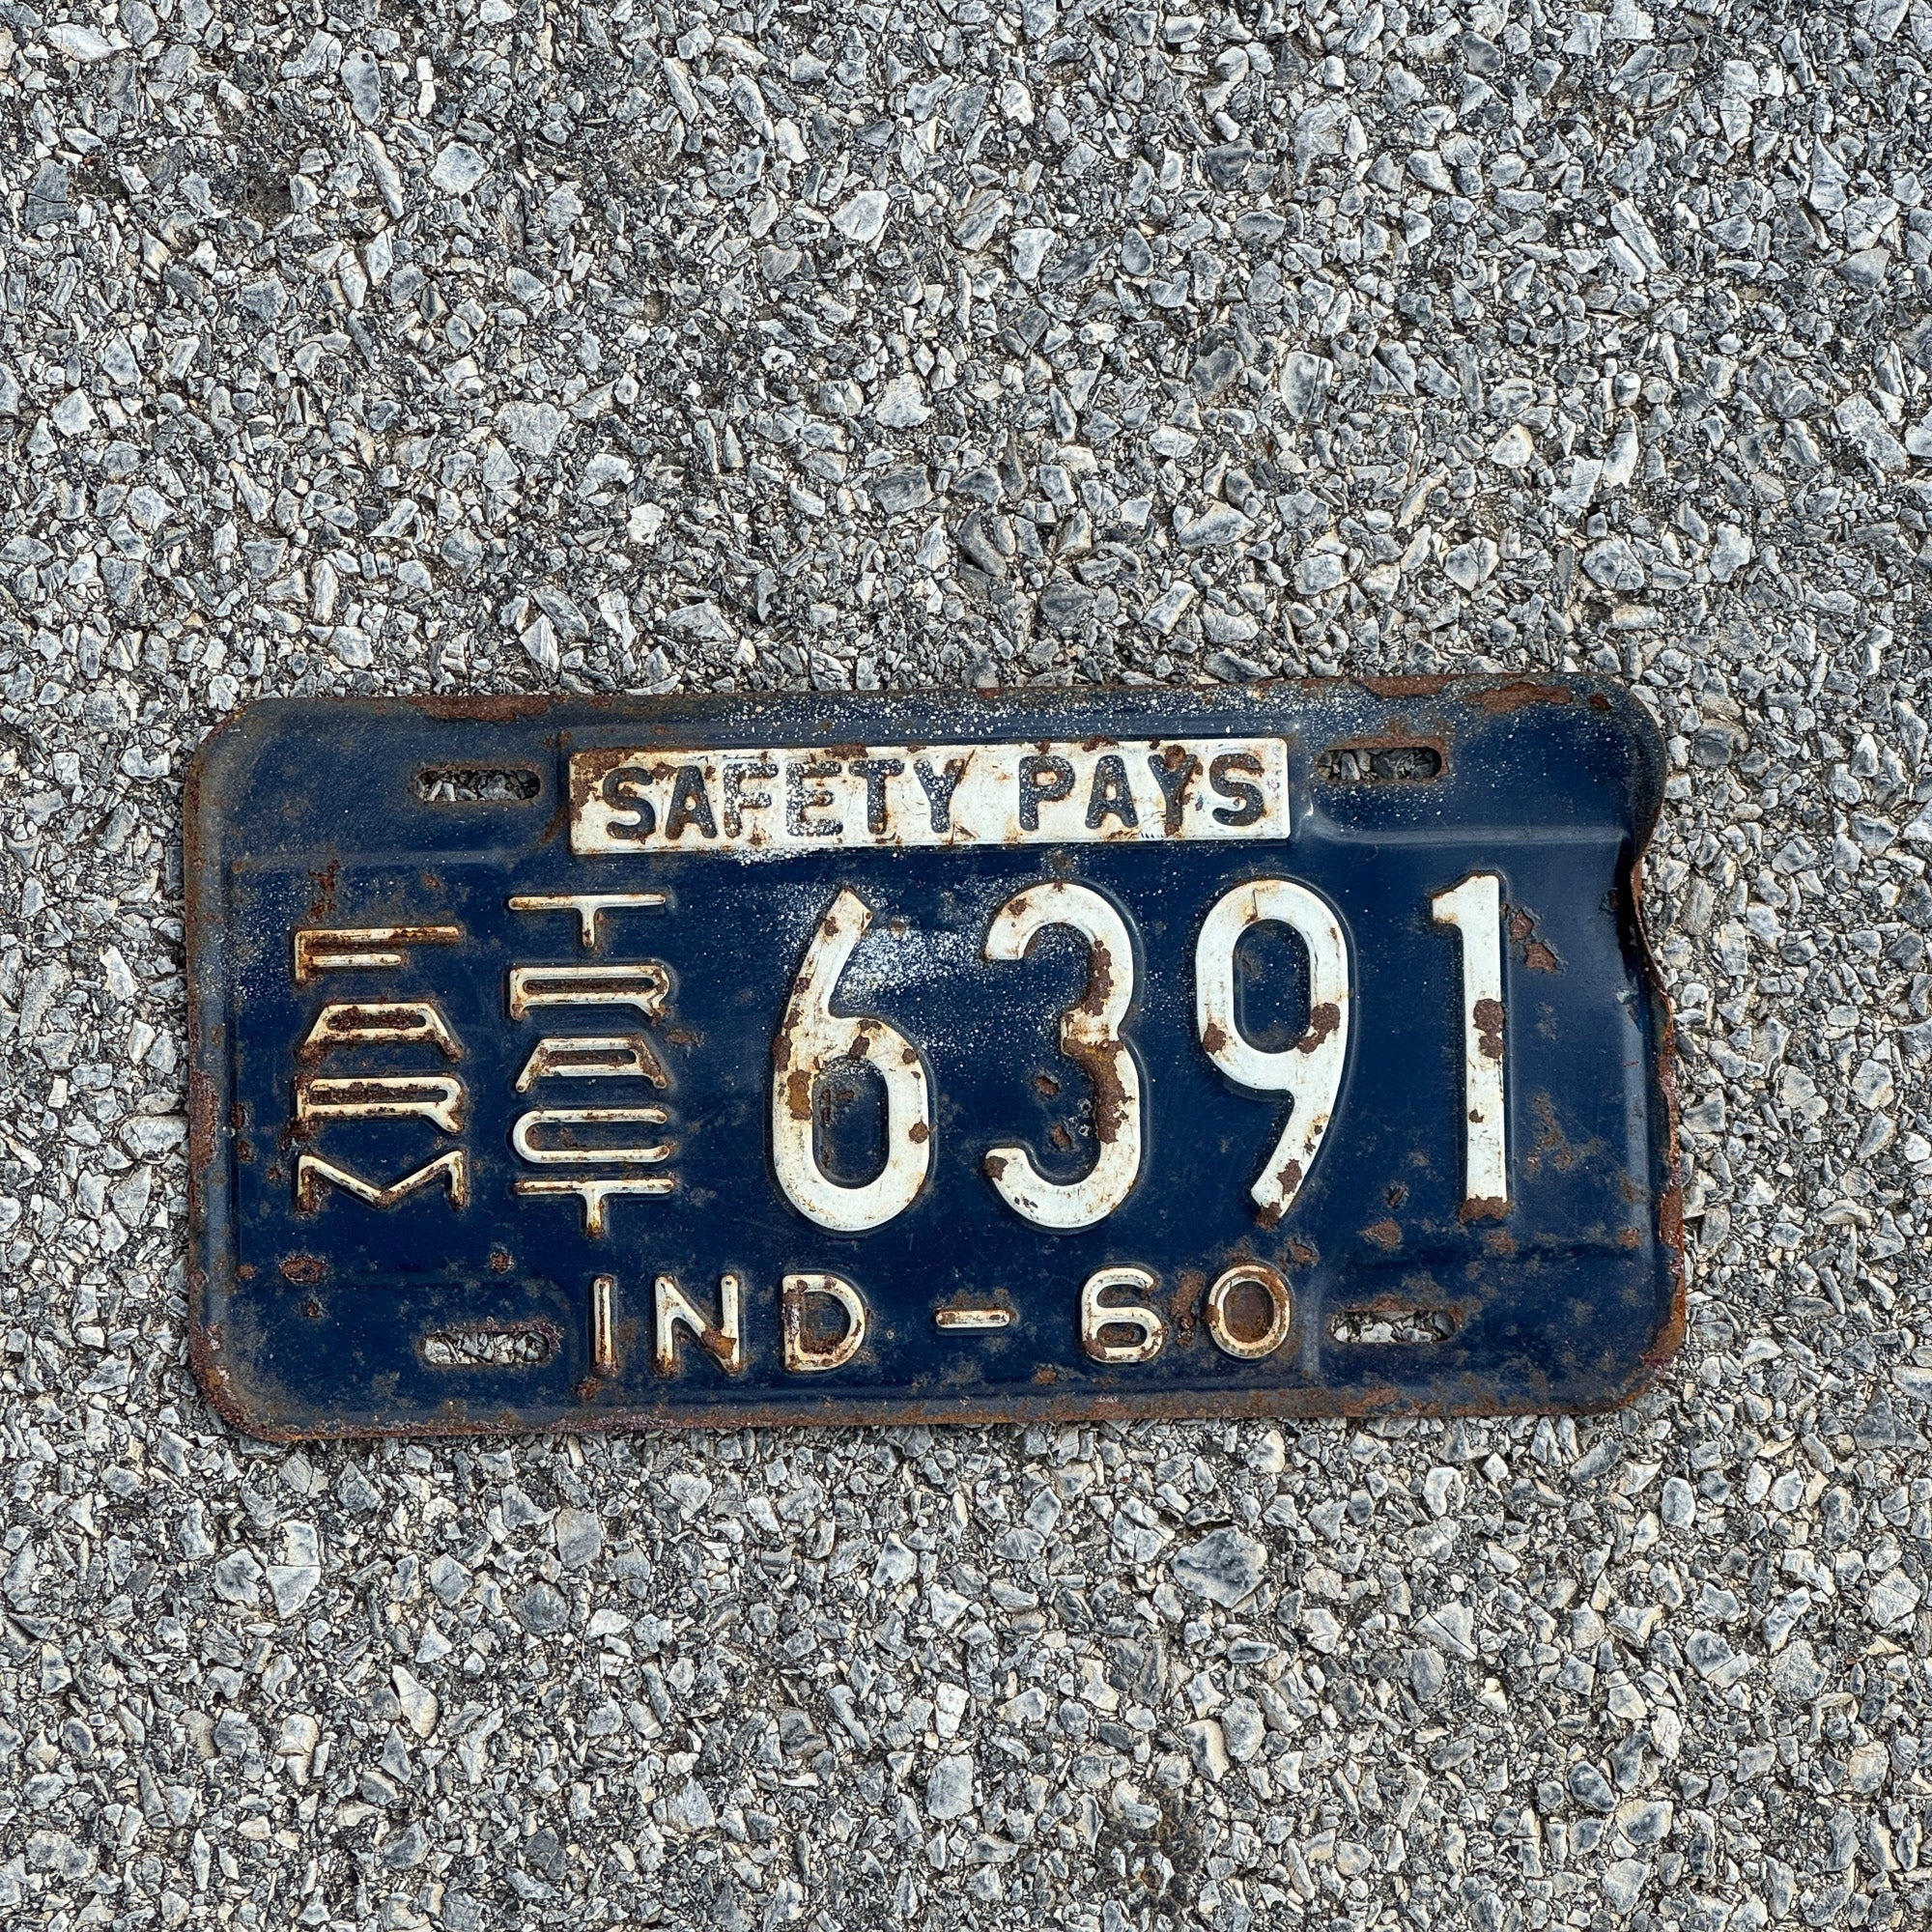 SAFETY PAYS
FARM
TRACT
6391
IND - 60